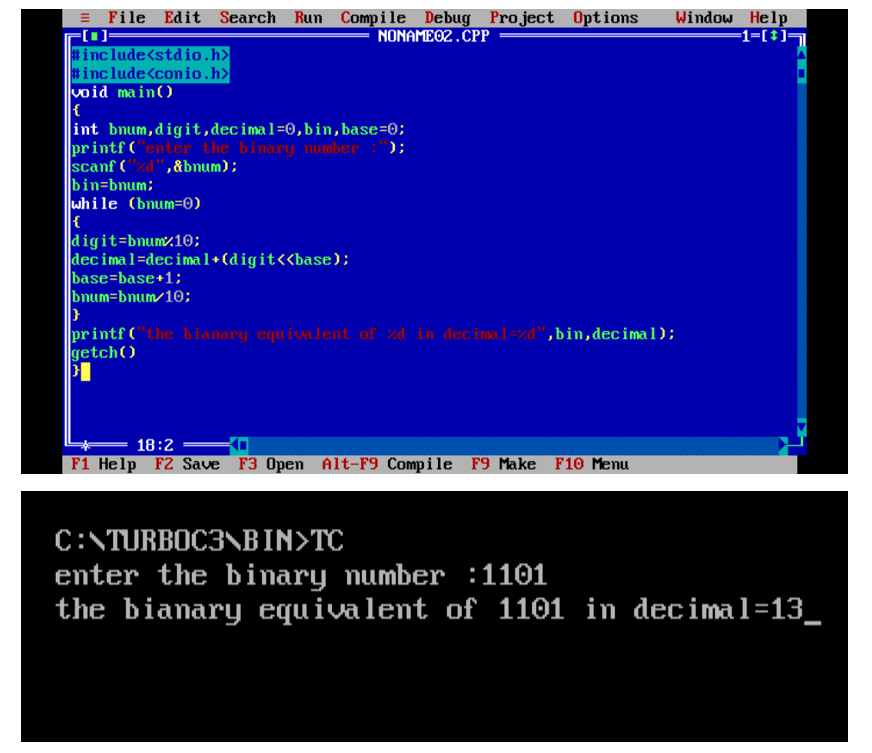 ≡ File Edit Search Run Compile Debug Project Options Window Help
[■] NONAME02.CPP 1=[↕]
#include<stdio.h>
#include<conio.h>
void main()
{
int bnum,digit,decimal=0,bin,base=0;
printf("enter the binary number :");
scanf("%d",&bnum);
bin=bnum;
while (bnum=0)
{
digit=bnum%10;
decimal=decimal+(digit<<base);
base=base+1;
bnum=bnum/10;
}
printf("the bianary equivalent of %d in decimal=%d",bin,decimal);
getch()
}
18:2
F1 Help F2 Save F3 Open Alt-F9 Compile F9 Make F10 Menu
C:\TURBOC3\BIN>TC
enter the binary number :1101
the bianary equivalent of 1101 in decimal=13_